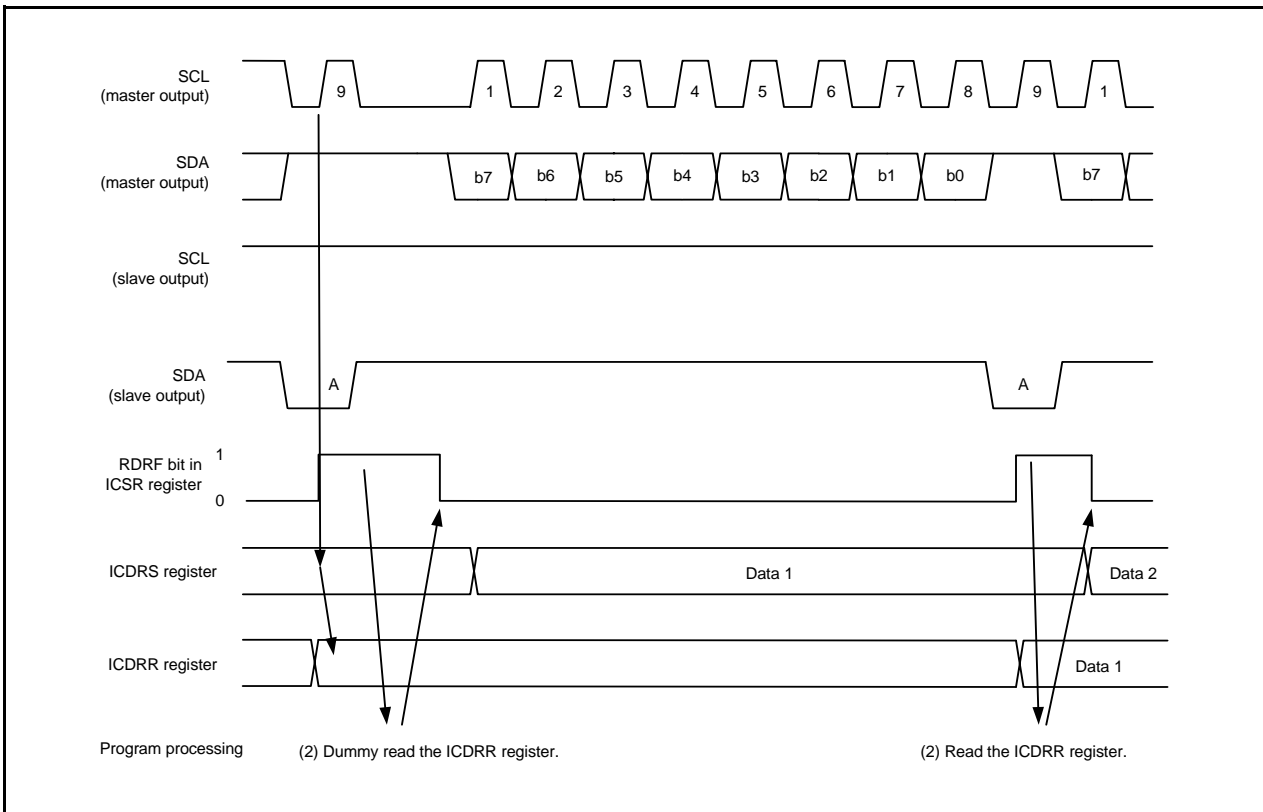 SCL
(master output)
9 1 2 3 4 5 6 7 8 9 1
SDA
(master output)
b7 b6 b5 b4 b3 b2 b1 b0 b7
SCL
(slave output)
SDA
(slave output)
A A
RDRF bit in
ICSR register
1
0
ICDRS register
Data 1 Data 2
ICDRR register
Data 1
Program processing (2) Dummy read the ICDRR register. (2) Read the ICDRR register.